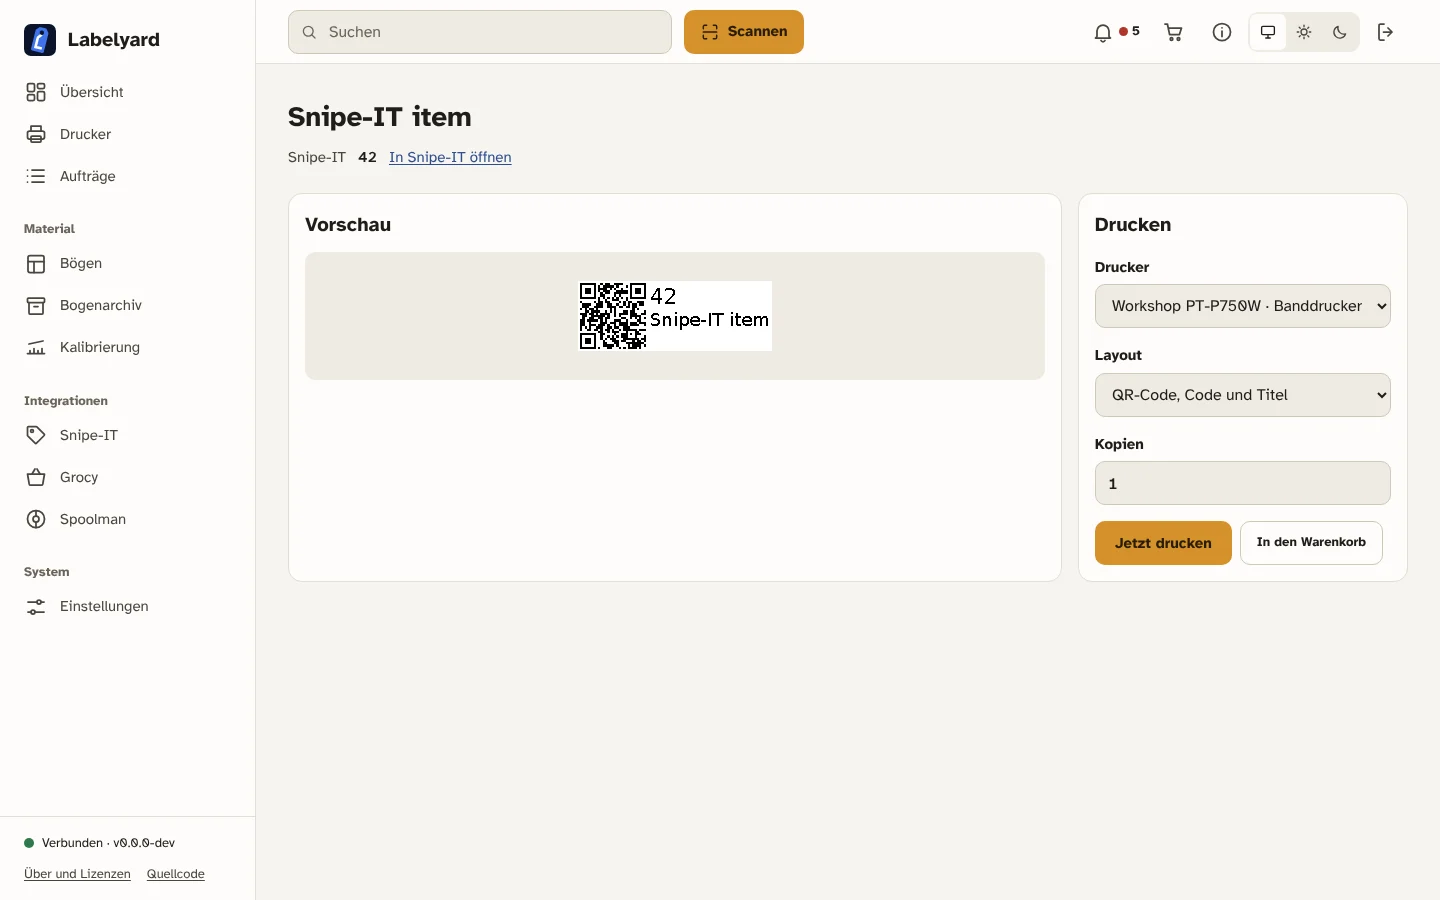 Labelyard
Übersicht
Drucker
Aufträge
Material
Bögen
Bogenarchiv
Kalibrierung
Integrationen
Snipe-IT
Grocy
Spoolman
System
Einstellungen
Verbunden · v0.0.0-dev
Über und Lizenzen Quellcode
Suchen
Scannen
5
Snipe-IT item
Snipe-IT 42 In Snipe-IT öffnen
Vorschau
42
Snipe-IT item
Drucken
Drucker
Workshop PT-P750W · Banddrucker
Layout
QR-Code, Code und Titel
Kopien
1
Jetzt drucken
In den Warenkorb